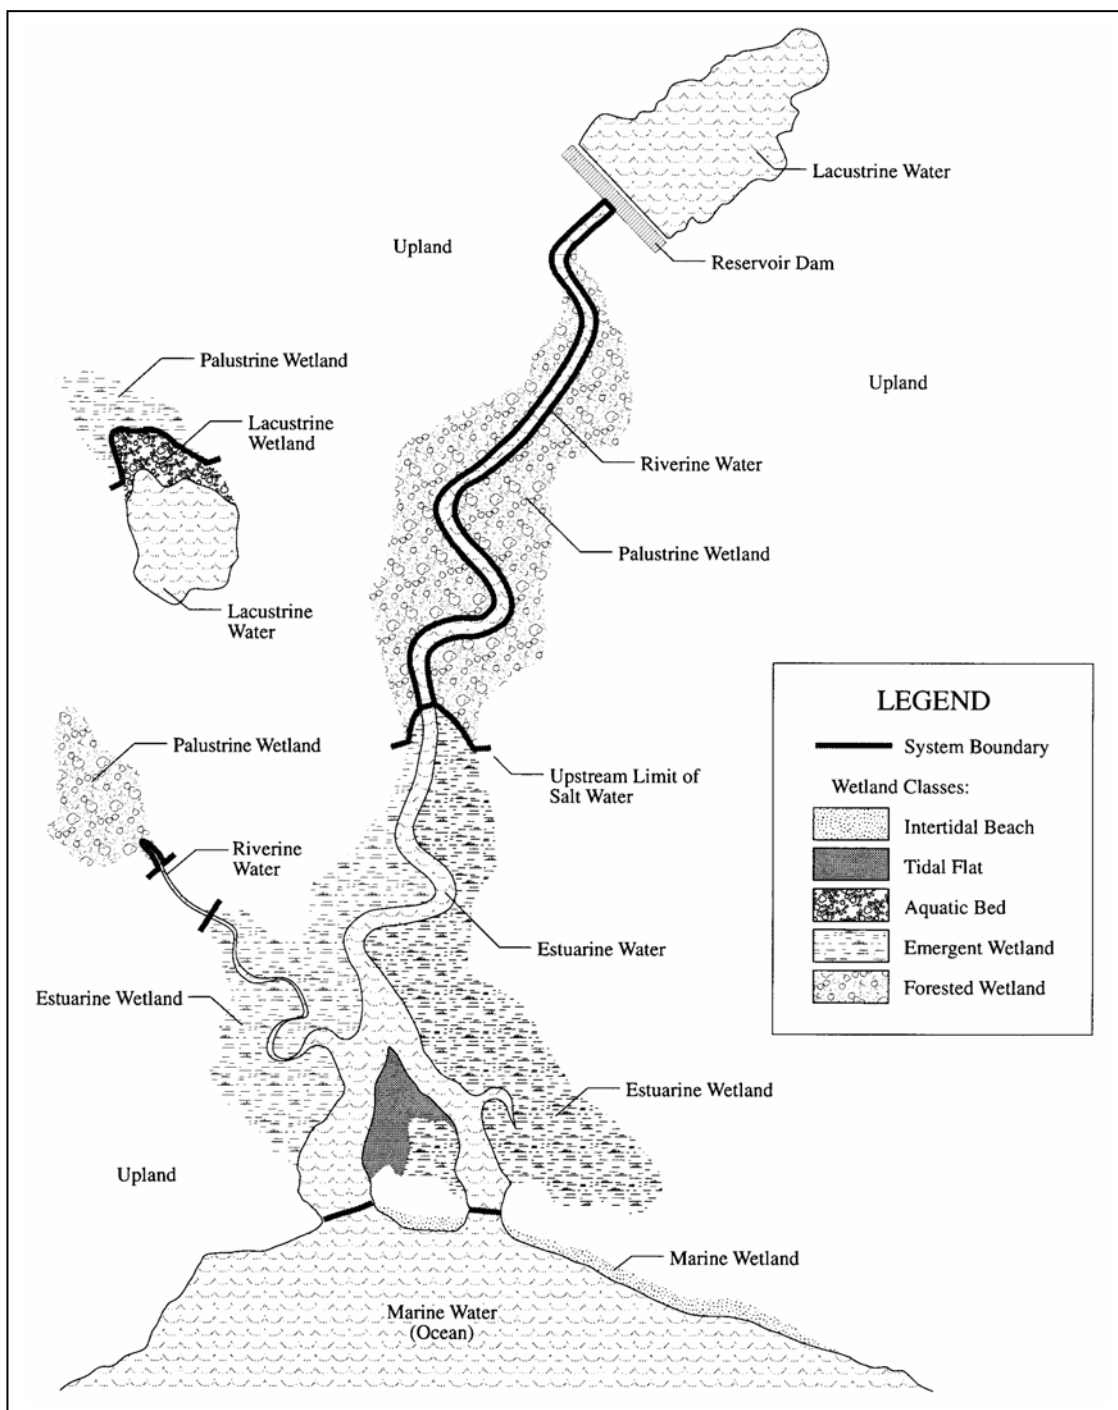 Lacustrine Water
Upland
Reservoir Dam
Palustrine Wetland
Upland
Lacustrine
Wetland
Riverine Water
Palustrine Wetland
Lacustrine
Water
LEGEND
System Boundary
Wetland Classes:
Intertidal Beach
Tidal Flat
Aquatic Bed
Emergent Wetland
Forested Wetland
Palustrine Wetland
Upstream Limit of
Salt Water
Riverine
Water
Estuarine Water
Estuarine Wetland
Estuarine Wetland
Upland
Marine Wetland
Marine Water
(Ocean)